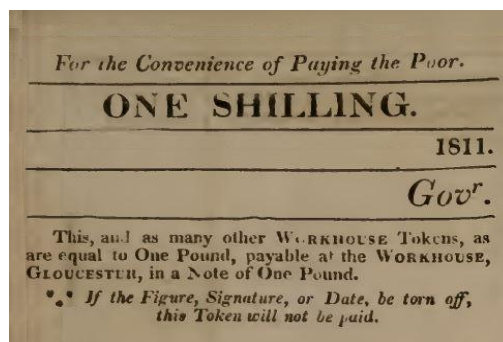 For the Convenience of Paying the Poor.
ONE SHILLING.
1811.
Govr.
This, and as many other WORKHOUSE Tokens, as
are equal to One Pound, payable at the WORKHOUSE,
GLOUCESTER, in a Note of One Pound.
*.* If the Figure, Signature, or Date, be torn off,
this Token will not be paid.